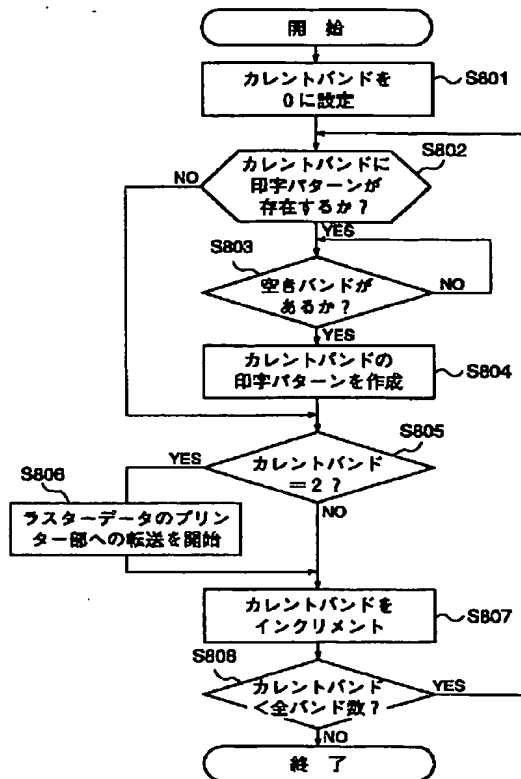 開 始
カレントバンドを
0に設定
S801
カレントバンドに
印字パターンが
存在するか?
S802
NO
YES
S803
空きバンドが
あるか?
NO
YES
カレントバンドの
印字パターンを作成
S804
S805
カレントバンド
=2?
YES
NO
S806
ラスターデータのプリン
ター部への転送を開始
カレントバンドを
インクリメント
S807
S808
カレントバンド
<全バンド数?
YES
NO
終 了